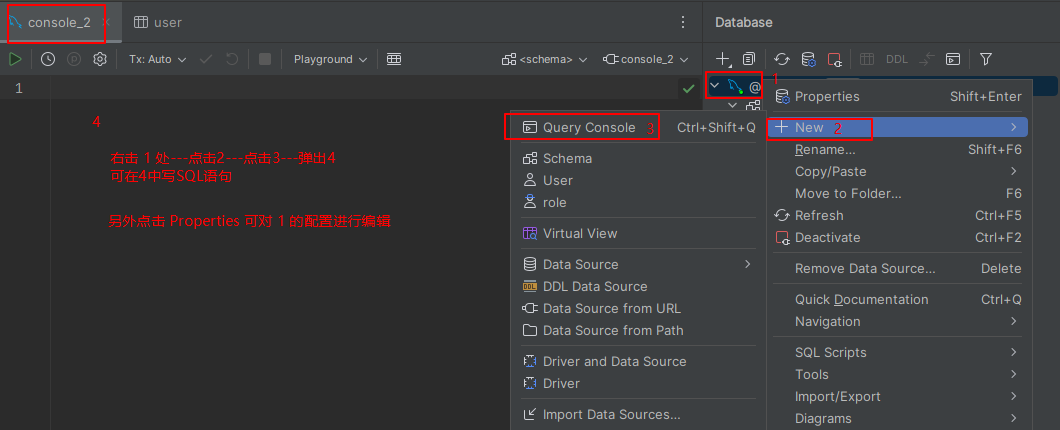 console_2
user
Database
Tx: Auto
Playground
<schema>
console_2
DDL
1
@
1
4
右击 1 处---点击2---点击3---弹出4
可在4中写SQL语句
另外点击 Properties 可对 1 的配置进行编辑
Query Console 3 Ctrl+Shift+Q
Schema
User
role
Virtual View
Data Source
DDL Data Source
Data Source from URL
Data Source from Path
Driver and Data Source
Driver
Import Data Sources...
Properties Shift+Enter
New 2
Rename... Shift+F6
Copy/Paste
Move to Folder... F6
Refresh Ctrl+F5
Deactivate Ctrl+F2
Remove Data Source... Delete
Quick Documentation Ctrl+Q
Navigation
SQL Scripts
Tools
Import/Export
Diagrams